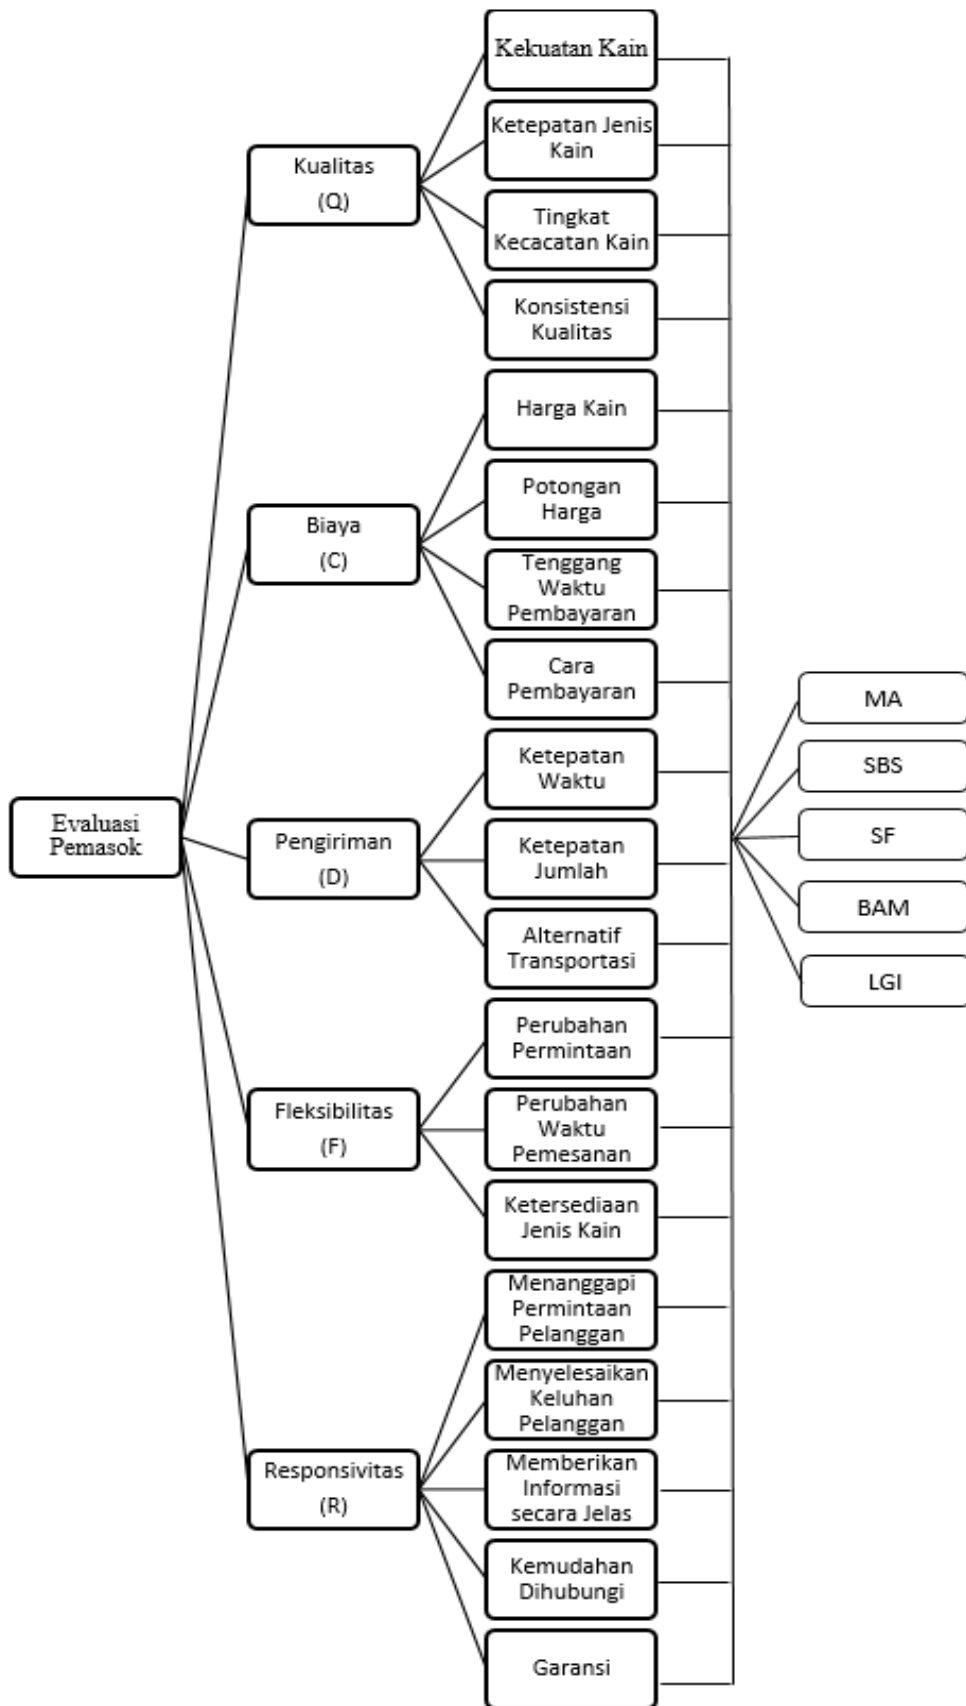 Evaluasi
Pemasok
Kualitas
(Q)
Biaya
(C)
Pengiriman
(D)
Fleksibilitas
(F)
Responsivitas
(R)
Kekuatan Kain
Ketepatan Jenis
Kain
Tingkat
Kecacatan Kain
Konsistensi
Kualitas
Harga Kain
Potongan
Harga
Tenggang
Waktu
Pembayaran
Cara
Pembayaran
Ketepatan
Waktu
Ketepatan
Jumlah
Alternatif
Transportasi
Perubahan
Permintaan
Perubahan
Waktu
Pemesanan
Ketersediaan
Jenis Kain
Menanggapi
Permintaan
Pelanggan
Menyelesaikan
Keluhan
Pelanggan
Memberikan
Informasi
secara Jelas
Kemudahan
Dihubungi
Garansi
MA
SBS
SF
BAM
LGI